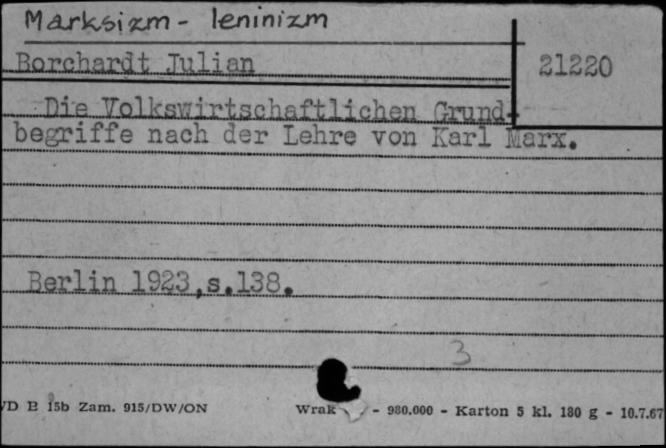 Marksizm - leninizm
Borchardt Julian
21220
Die Volkswirtschaftlichen Grund-
begriffe nach der Lehre von Karl Marx.
Berlin 1923,s.138.
3
D B 15b Zam. 915/DW/ON Wrak - 980.000 - Karton 5 kl. 180 g - 10.7.67